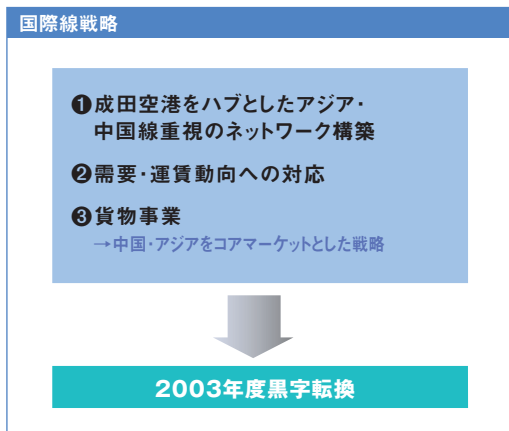 国際線戦略
❶成田空港をハブとしたアジア・
中国線重視のネットワーク構築
❷需要・運賃動向への対応
❸貨物事業
→中国・アジアをコアマーケットとした戦略
2003年度黒字転換